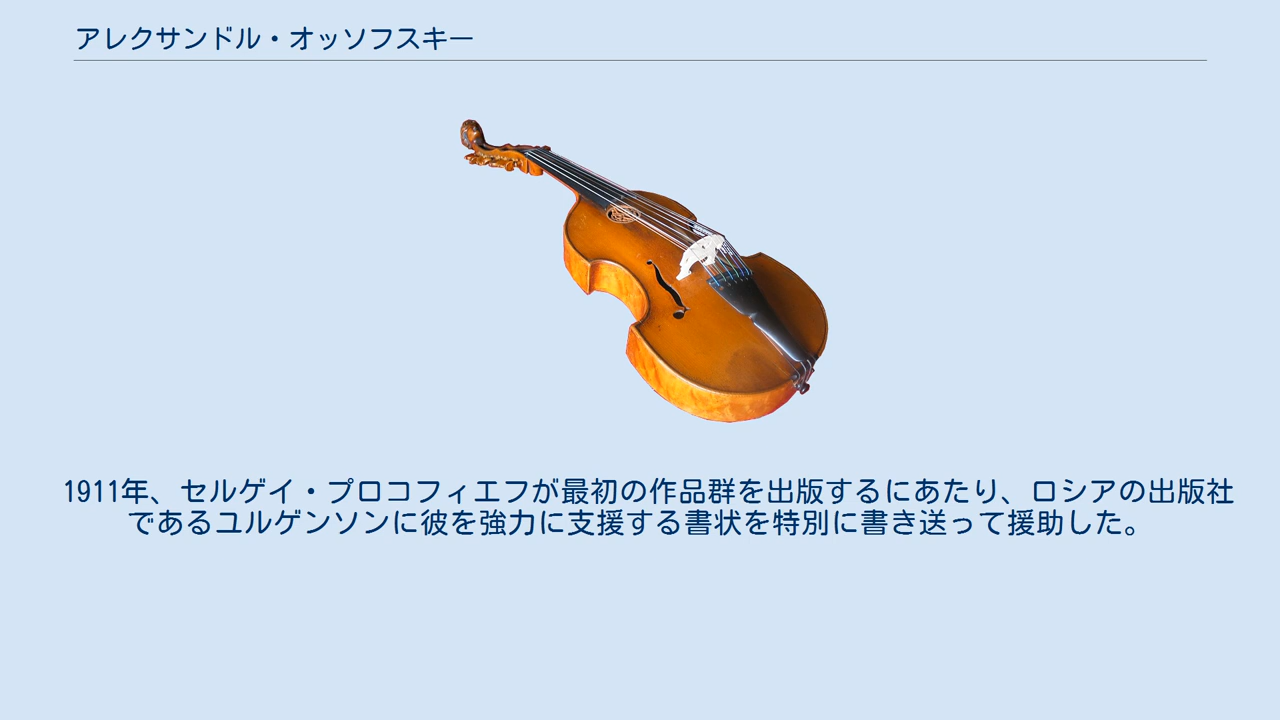 アレクサンドル・オッソフスキー
1911年、セルゲイ・プロコフィエフが最初の作品群を出版するにあたり、ロシアの出版社
であるユルゲンソンに彼を強力に支援する書状を特別に書き送って援助した。